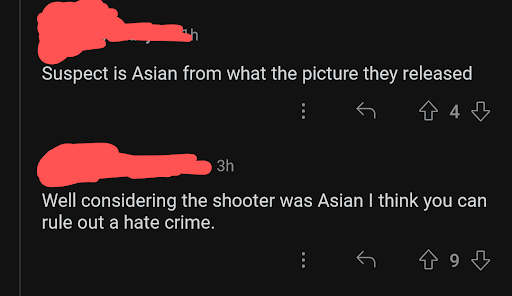 1h
Suspect is Asian from what the picture they released
4
3h
Well considering the shooter was Asian I think you can
rule out a hate crime.
9